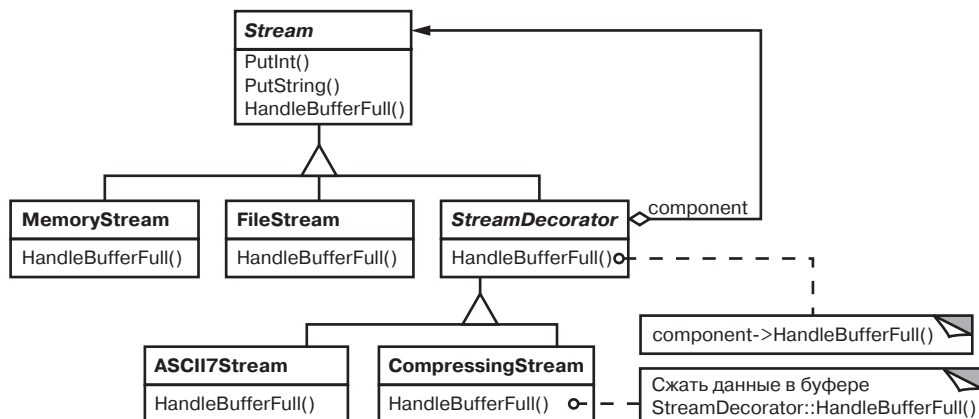 Stream
PutInt()
PutString()
HandleBufferFull()
component
MemoryStream
HandleBufferFull()
FileStream
HandleBufferFull()
StreamDecorator
HandleBufferFull()
component->HandleBufferFull()
ASCII7Stream
HandleBufferFull()
CompressingStream
HandleBufferFull()
Сжать данные в буфере
StreamDecorator::HandleBufferFull()